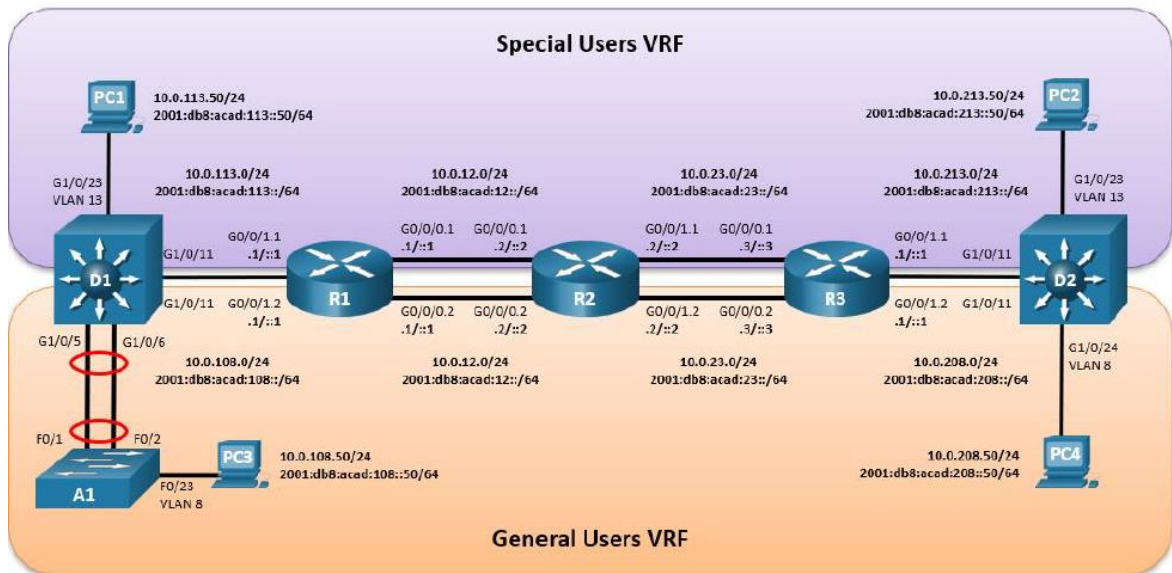 Special Users VRF
PC1
10.0.113.50/24
2001:db8:acad:113::50/64
10.0.213.50/24
2001:db8:acad:213::50/64
PC2
G1/0/23
VLAN 13
10.0.113.0/24
2001:db8:acad:113::/64
10.0.12.0/24
2001:db8:acad:12::/64
10.0.23.0/24
2001:db8:acad:23::/64
10.0.213.0/24
2001:db8:acad:213::/64
G1/0/23
VLAN 13
D1
G1/0/11
G0/0/1.1
.1/::1
R1
G0/0/0.1
.1/::1
G0/0/0.1
.2/::2
R2
G0/0/1.1
.2/::2
G0/0/0.1
.3/::3
R3
G0/0/1.1
.1/::1
G1/0/11
D2
G1/0/11
G0/0/1.2
.1/::1
G0/0/0.2
.1/::1
G0/0/0.2
.2/::2
G0/0/1.2
.2/::2
G0/0/0.2
.3/::3
G0/0/1.2
.1/::1
G1/0/11
G1/0/5
G1/0/6
10.0.108.0/24
2001:db8:acad:108::/64
10.0.12.0/24
2001:db8:acad:12::/64
10.0.23.0/24
2001:db8:acad:23::/64
10.0.208.0/24
2001:db8:acad:208::/64
G1/0/24
VLAN 8
F0/1
F0/2
A1
F0/23
VLAN 8
PC3
10.0.108.50/24
2001:db8:acad:108::50/64
10.0.208.50/24
2001:db8:acad:208::50/64
PC4
General Users VRF